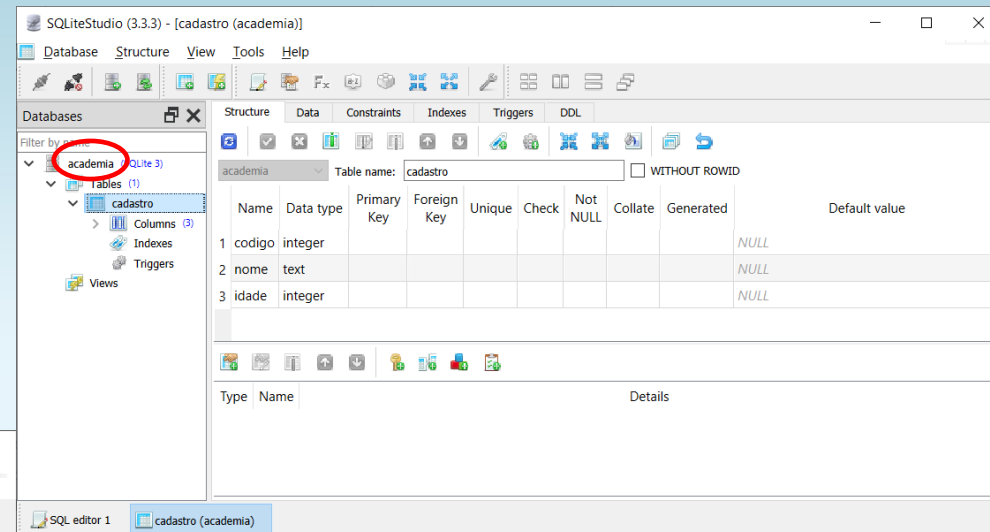 SQLiteStudio (3.3.3) - [cadastro (academia)]
Database Structure View Tools Help
Databases
Structure Data Constraints Indexes Triggers DDL
Filter by name
academia (SQLite 3)
academia Table name: cadastro WITHOUT ROWID
Tables (1)
cadastro
Columns (3)
Indexes
Triggers
Views
Name Data type Primary Key Foreign Key Unique Check Not NULL Collate Generated Default value
1 codigo integer NULL
2 nome text NULL
3 idade integer NULL
Type Name Details
SQL editor 1 cadastro (academia)